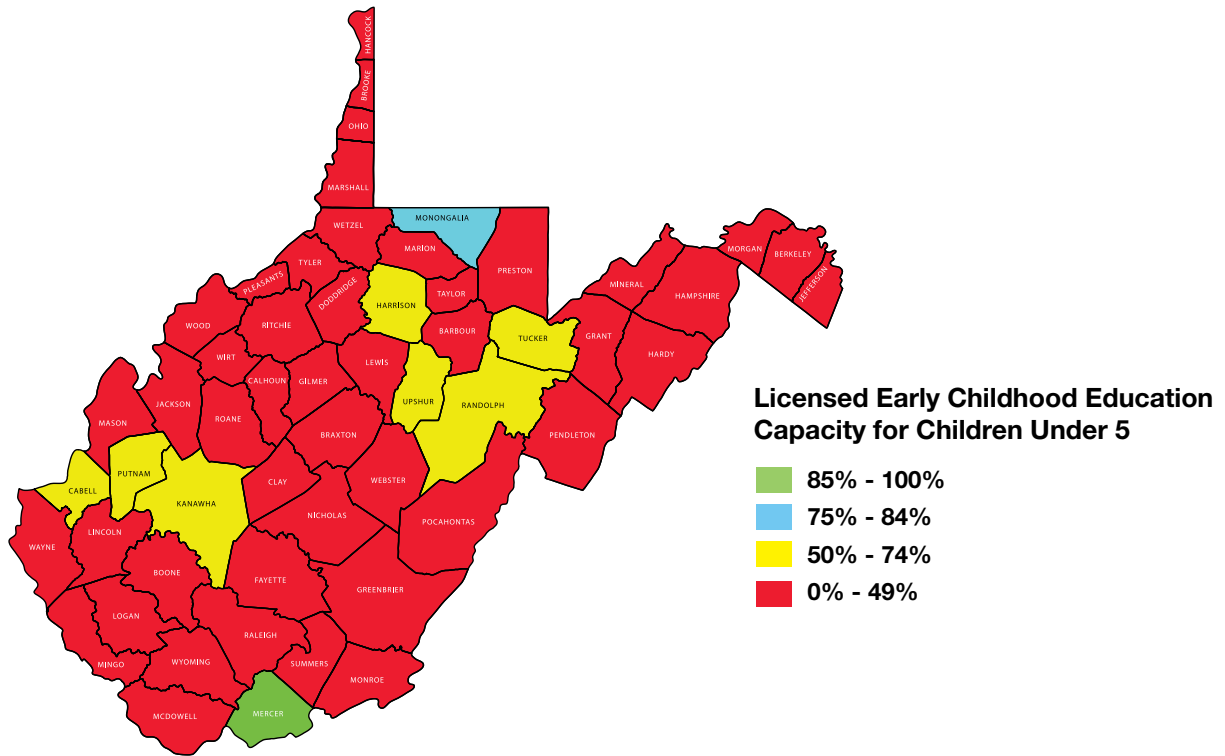 HANCOCK
BROOKE
OHIO
MARSHALL
WETZEL
MONONGALIA
MARION
PRESTON
TYLER
PLEASANTS
DODDRIDGE
HARRISON
TAYLOR
MINERAL
MORGAN
BERKELEY
JEFFERSON
HAMPSHIRE
WOOD
RITCHIE
BARBOUR
TUCKER
GRANT
HARDY
WIRT
LEWIS
CALHOUN
GILMER
UPSHUR
RANDOLPH
JACKSON
ROANE
MASON
BRAXTON
PENDLETON
PUTNAM
CABELL
KANAWHA
CLAY
WEBSTER
NICHOLAS
POCAHONTAS
LINCOLN
WAYNE
BOONE
FAYETTE
GREENBRIER
LOGAN
RALEIGH
MINGO
WYOMING
SUMMERS
MONROE
MCDOWELL
MERCER
Licensed Early Childhood Education
Capacity for Children Under 5
85% - 100%
75% - 84%
50% - 74%
0% - 49%